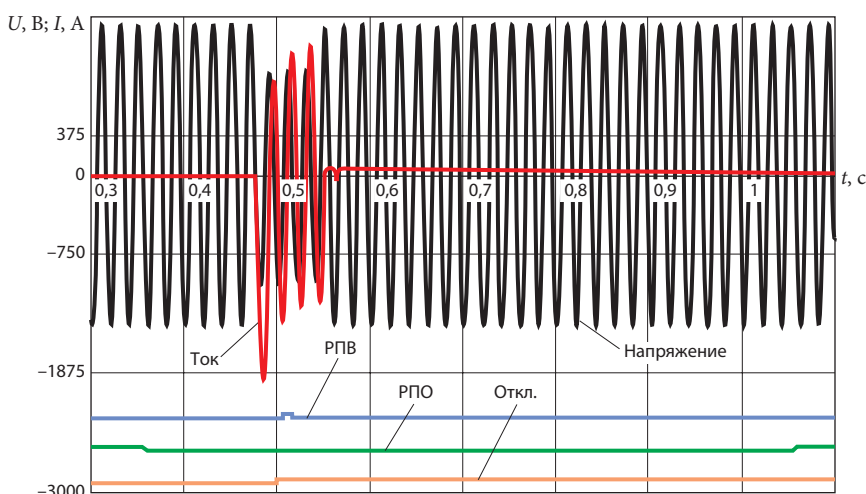 U, В; I, А
375
0
0,3 0,4 0,5 0,6 0,7 0,8 0,9 1 t, с
–750
Ток РПВ Напряжение
–1875
РПО Откл.
–3000